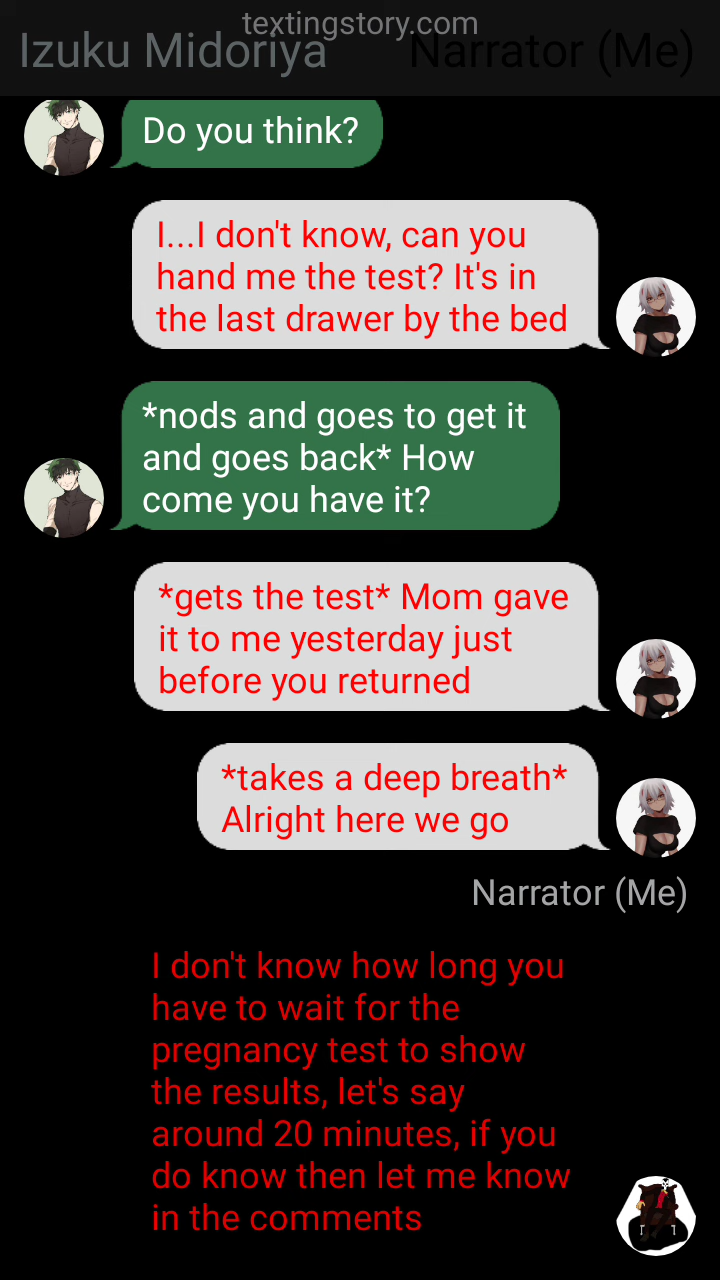 textingstory.com
Izuku Midoriya
Narrator (Me)
Do you think?
I...I don't know, can you
hand me the test? It's in
the last drawer by the bed
*nods and goes to get it
and goes back* How
come you have it?
*gets the test* Mom gave
it to me yesterday just
before you returned
*takes a deep breath*
Alright here we go
Narrator (Me)
I don't know how long you
have to wait for the
pregnancy test to show
the results, let's say
around 20 minutes, if you
do know then let me know
in the comments